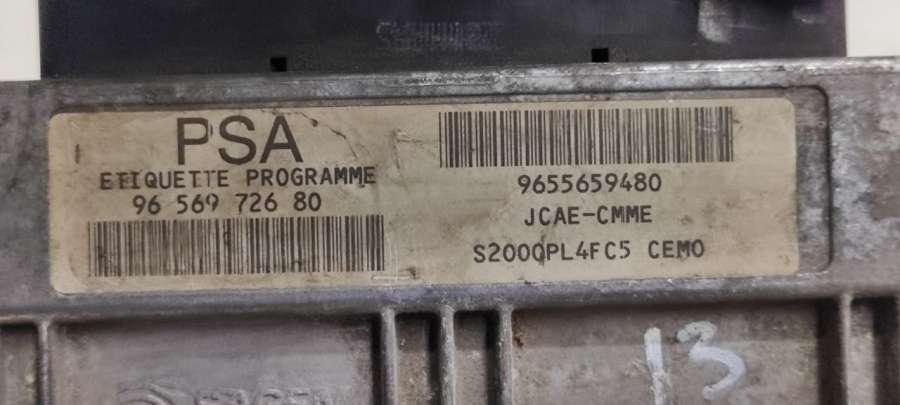 PSA
ETIQUETTE PROGRAMME
96 569 726 80
9655659480
JCAE-CMME
S2000PL4FC5 CEMO
13